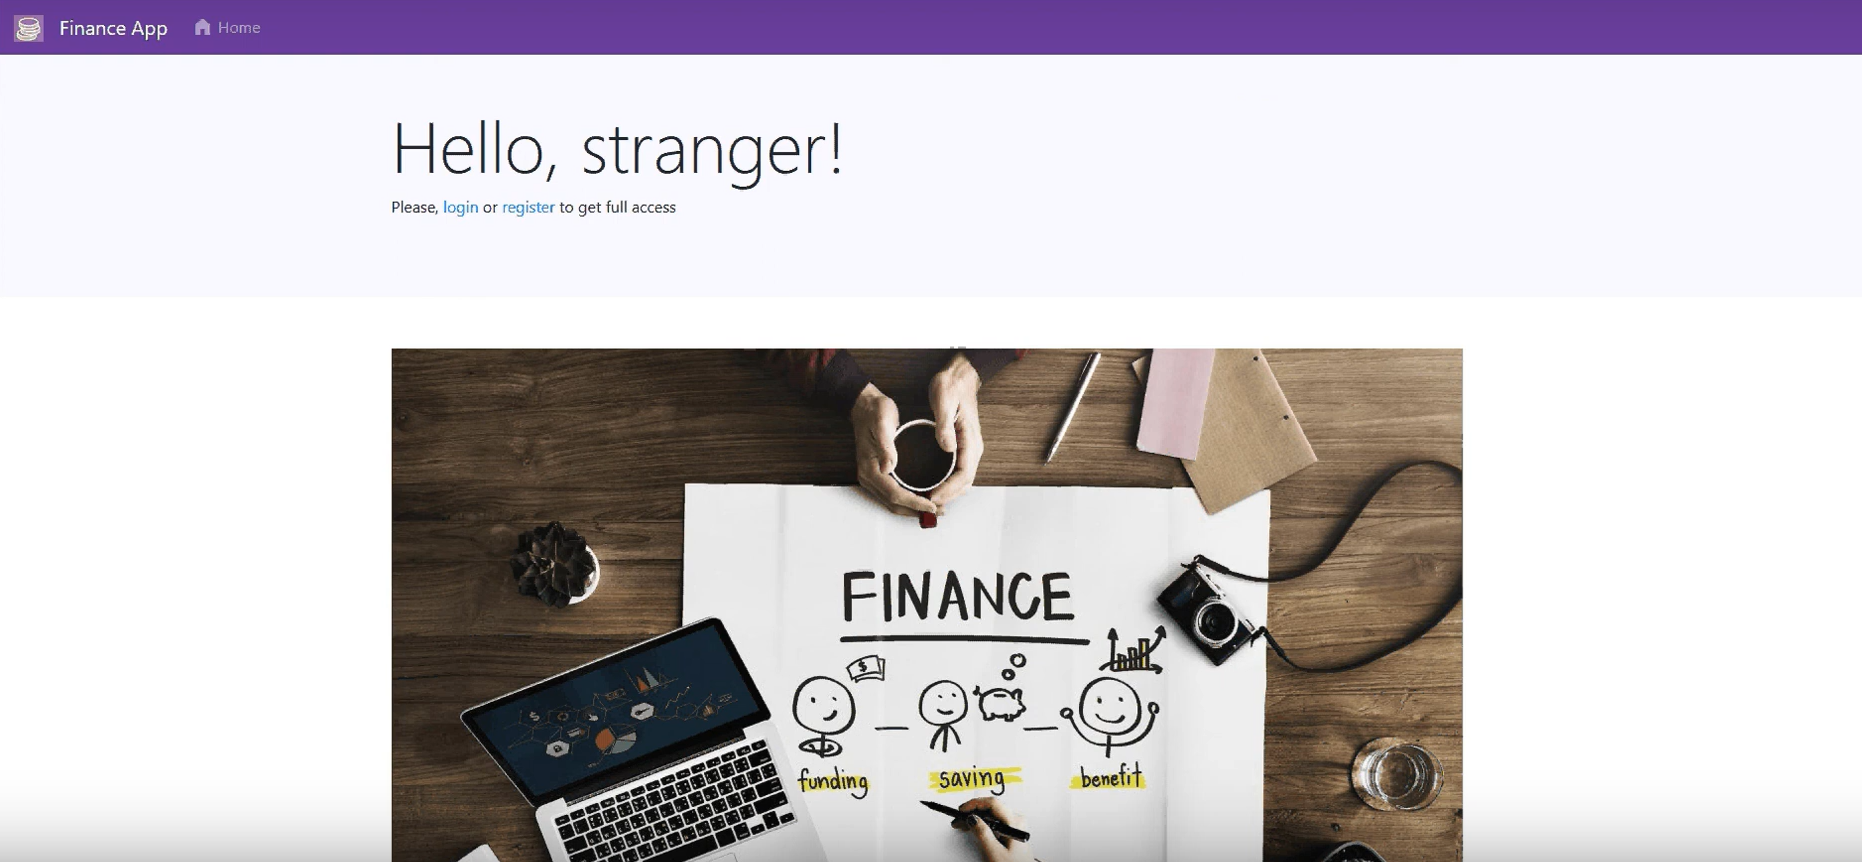 Finance App Home
Hello, stranger!
Please, login or register to get full access
FINANCE
funding saving benefit